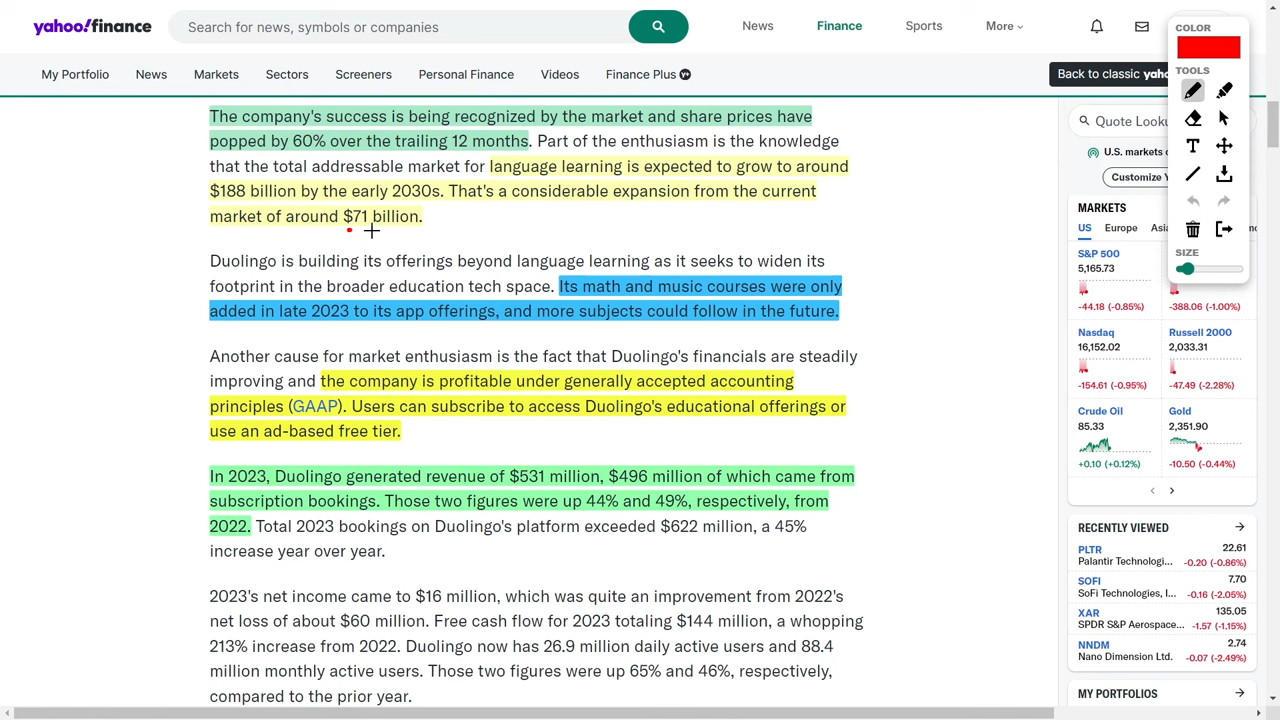 yahoo!finance
Search for news, symbols or companies
News
Finance
Sports
More
My Portfolio
News
Markets
Sectors
Screeners
Personal Finance
Videos
Finance Plus
Back to classic yaho
COLOR
TOOLS
T
SIZE
The company's success is being recognized by the market and share prices have
popped by 60% over the trailing 12 months. Part of the enthusiasm is the knowledge
that the total addressable market for language learning is expected to grow to around
$188 billion by the early 2030s. That's a considerable expansion from the current
market of around $71 billion.
Duolingo is building its offerings beyond language learning as it seeks to widen its
footprint in the broader education tech space. Its math and music courses were only
added in late 2023 to its app offerings, and more subjects could follow in the future.
Another cause for market enthusiasm is the fact that Duolingo's financials are steadily
improving and the company is profitable under generally accepted accounting
principles (GAAP). Users can subscribe to access Duolingo's educational offerings or
use an ad-based free tier.
In 2023, Duolingo generated revenue of $531 million, $496 million of which came from
subscription bookings. Those two figures were up 44% and 49%, respectively, from
2022. Total 2023 bookings on Duolingo's platform exceeded $622 million, a 45%
increase year over year.
2023's net income came to $16 million, which was quite an improvement from 2022's
net loss of about $60 million. Free cash flow for 2023 totaling $144 million, a whopping
213% increase from 2022. Duolingo now has 26.9 million daily active users and 88.4
million monthly active users. Those two figures were up 65% and 46%, respectively,
compared to the prior year.
Quote Looku
U.S. markets
Customize Y
MARKETS
US
Europe
Asia
S&P 500
5,165.73
-44.18 (-0.85%)
-388.06 (-1.00%)
Nasdaq
16,152.02
-154.61 (-0.95%)
Russell 2000
2,033.31
-47.49 (-2.28%)
Crude Oil
85.33
+0.10 (+0.12%)
Gold
2,351.90
-10.50 (-0.44%)
RECENTLY VIEWED
PLTR 22.61
Palantir Technologi... -0.20 (-0.86%)
SOFI 7.70
SoFi Technologies, I... -0.16 (-2.05%)
XAR 135.05
SPDR S&P Aerospace... -1.57 (-1.15%)
NNDM 2.74
Nano Dimension Ltd. -0.07 (-2.49%)
MY PORTFOLIOS